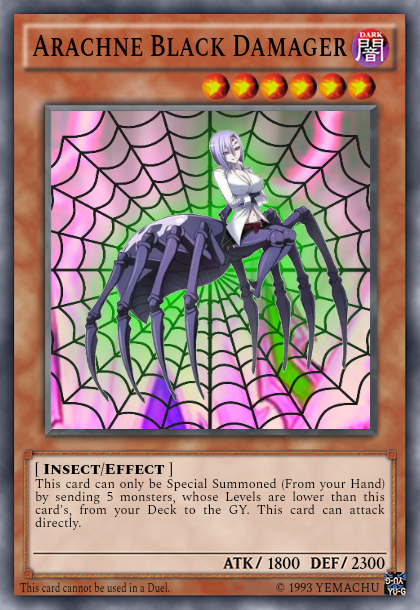 Arachne Black Damager
DARK
闇
[ Insect/Effect ]
This card can only be Special Summoned (From your Hand)
by sending 5 monsters, whose Levels are lower than this
card's, from your Deck to the GY. This card can attack
directly.
ATK/ 1800 DEF/ 2300
This card cannot be used in a Duel.
© 1993 YEMACHU
YU-G